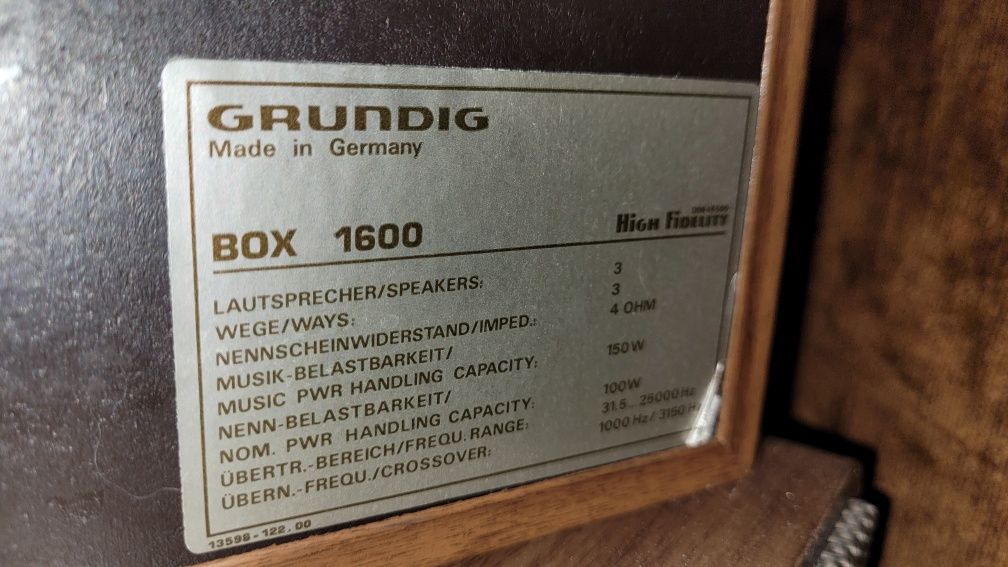 GRUNDIG
Made in Germany
BOX 1600
HIGH FIDELITY
LAUTSPRECHER/SPEAKERS: 3
WEGE/WAYS: 3
NENNSCHEINWIDERSTAND/IMPED.: 4 OHM
MUSIK-BELASTBARKEIT/
MUSIC PWR HANDLING CAPACITY: 150 W
NENN-BELASTBARKEIT/
NOM. PWR HANDLING CAPACITY: 100W
ÜBERTR.-BEREICH/FREQU. RANGE: 31.5...25000 Hz
ÜBERN.-FREQU./CROSSOVER: 1000 Hz / 3150 Hz
13598-122.00